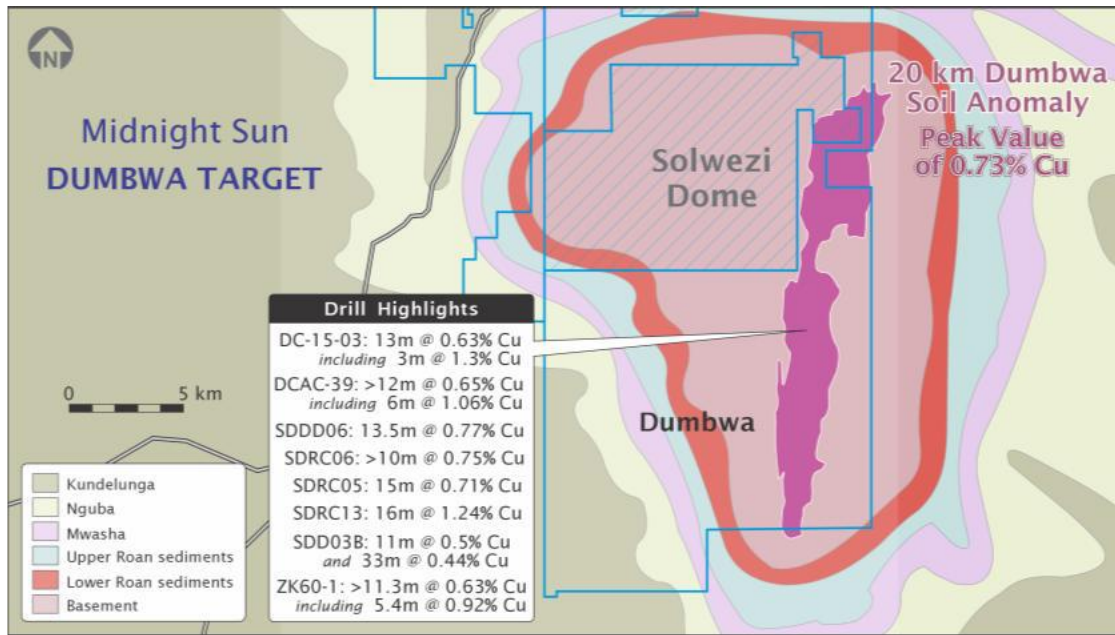 N
Midnight Sun
DUMBWA TARGET
20 km Dumbwa
Soil Anomaly
Peak Value
of 0.73% Cu
Solwezi
Dome
Dumbwa
Drill Highlights
DC-15-03: 13m @ 0.63% Cu
including 3m @ 1.3% Cu
DCAC-39: >12m @ 0.65% Cu
including 6m @ 1.06% Cu
SDDD06: 13.5m @ 0.77% Cu
SDRC06: >10m @ 0.75% Cu
SDRC05: 15m @ 0.71% Cu
SDRC13: 16m @ 1.24% Cu
SDD03B: 11m @ 0.5% Cu
and 33m @ 0.44% Cu
ZK60-1: >11.3m @ 0.63% Cu
including 5.4m @ 0.92% Cu
0 5 km
Kundelunga
Nguba
Mwasha
Upper Roan sediments
Lower Roan sediments
Basement